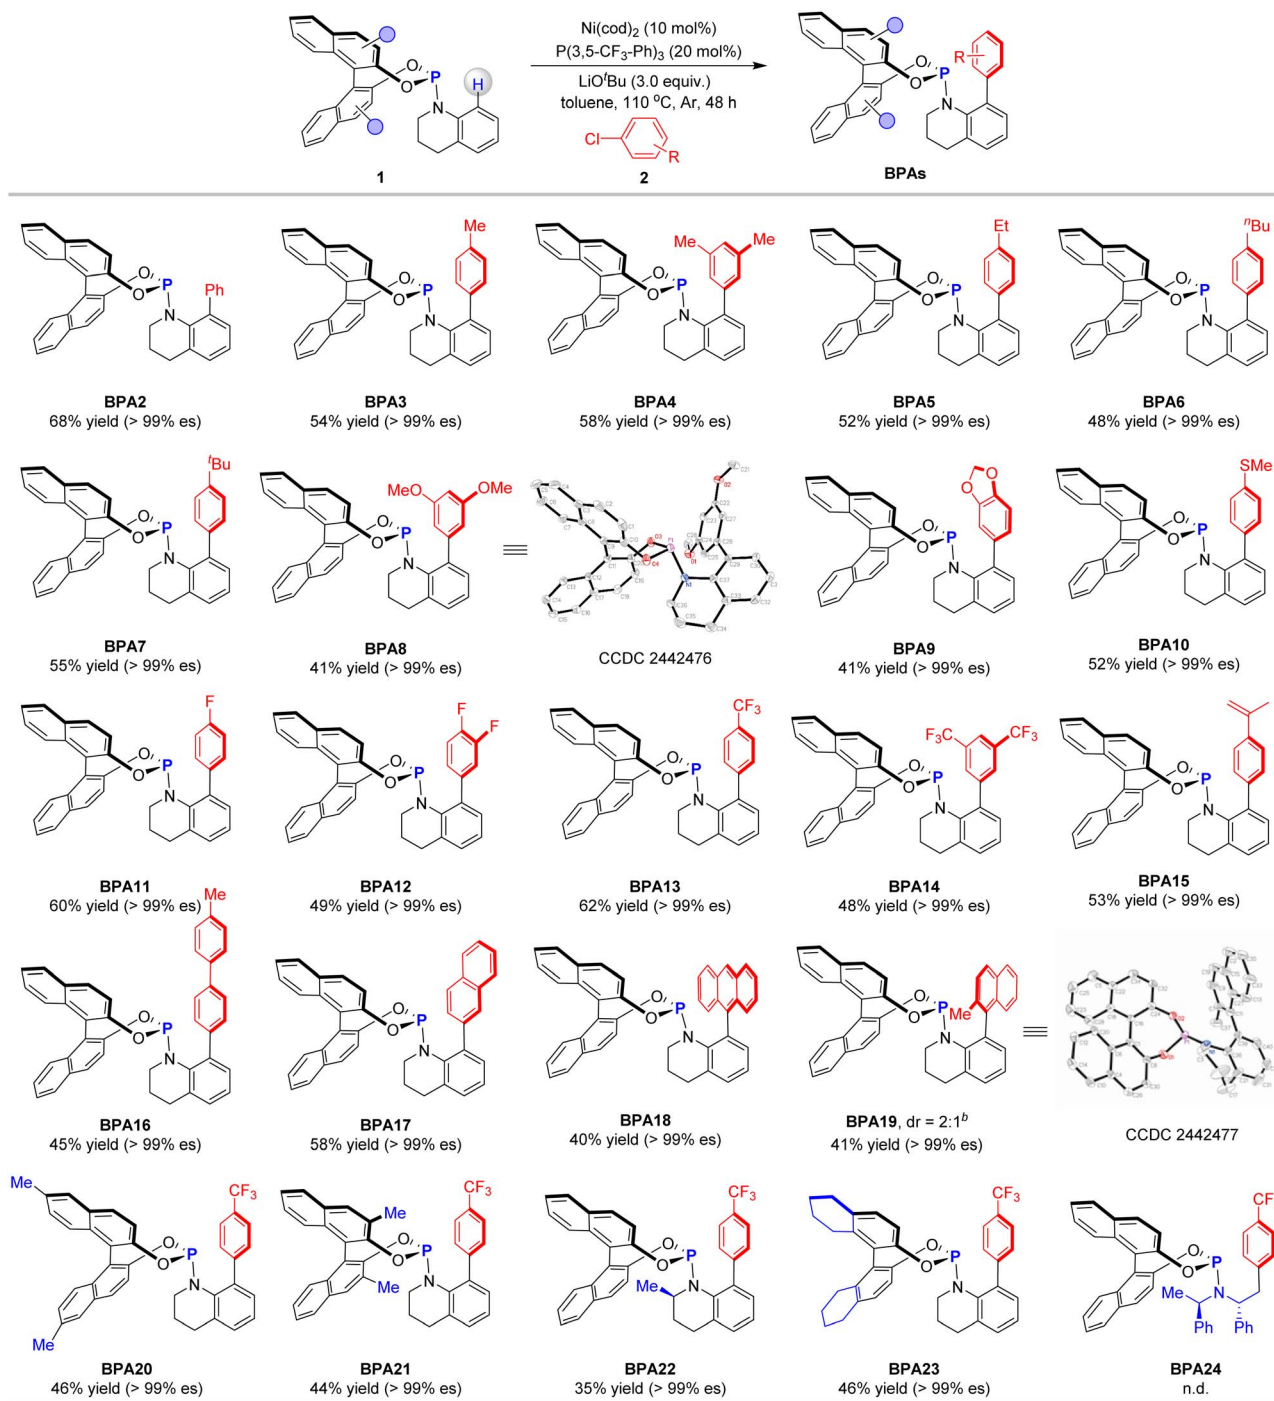 Ni(cod)2 (10 mol%)
P(3,5-CF3-Ph)3 (20 mol%)
LiOtBu (3.0 equiv.)
toluene, 110 ºC, Ar, 48 h
O
O
P
N
H
Cl
R
O
O
P
N
R
1
2
BPAs
O
O
P
N
Ph
O
O
P
N
Me
O
O
P
N
Me
Me
O
O
P
N
Et
O
O
P
N
nBu
BPA2
BPA3
BPA4
BPA5
BPA6
68% yield (> 99% es)
54% yield (> 99% es)
58% yield (> 99% es)
52% yield (> 99% es)
48% yield (> 99% es)
O
O
P
N
tBu
O
O
P
N
MeO
OMe
O
O
P
N
O
O
O
O
P
N
SMe
CCDC 2442476
BPA7
BPA8
BPA9
BPA10
55% yield (> 99% es)
41% yield (> 99% es)
41% yield (> 99% es)
52% yield (> 99% es)
O
O
P
N
F
O
O
P
N
F
F
O
O
P
N
CF3
O
O
P
N
F3C
CF3
O
O
P
N
BPA11
BPA12
BPA13
BPA14
BPA15
60% yield (> 99% es)
49% yield (> 99% es)
62% yield (> 99% es)
48% yield (> 99% es)
53% yield (> 99% es)
Me
O
O
P
N
O
O
P
N
O
O
P
N
O
O
P
N
Me
BPA16
BPA17
BPA18
BPA19, dr = 2:1b
45% yield (> 99% es)
58% yield (> 99% es)
40% yield (> 99% es)
41% yield (> 99% es)
CCDC 2442477
Me
Me
O
O
P
N
CF3
Me
Me
O
O
P
N
CF3
O
O
P
N
Me
CF3
O
O
P
N
CF3
O
O
P
N
Me
Ph
Ph
CF
BPA20
BPA21
BPA22
BPA23
BPA24
46% yield (> 99% es)
44% yield (> 99% es)
35% yield (> 99% es)
46% yield (> 99% es)
n.d.